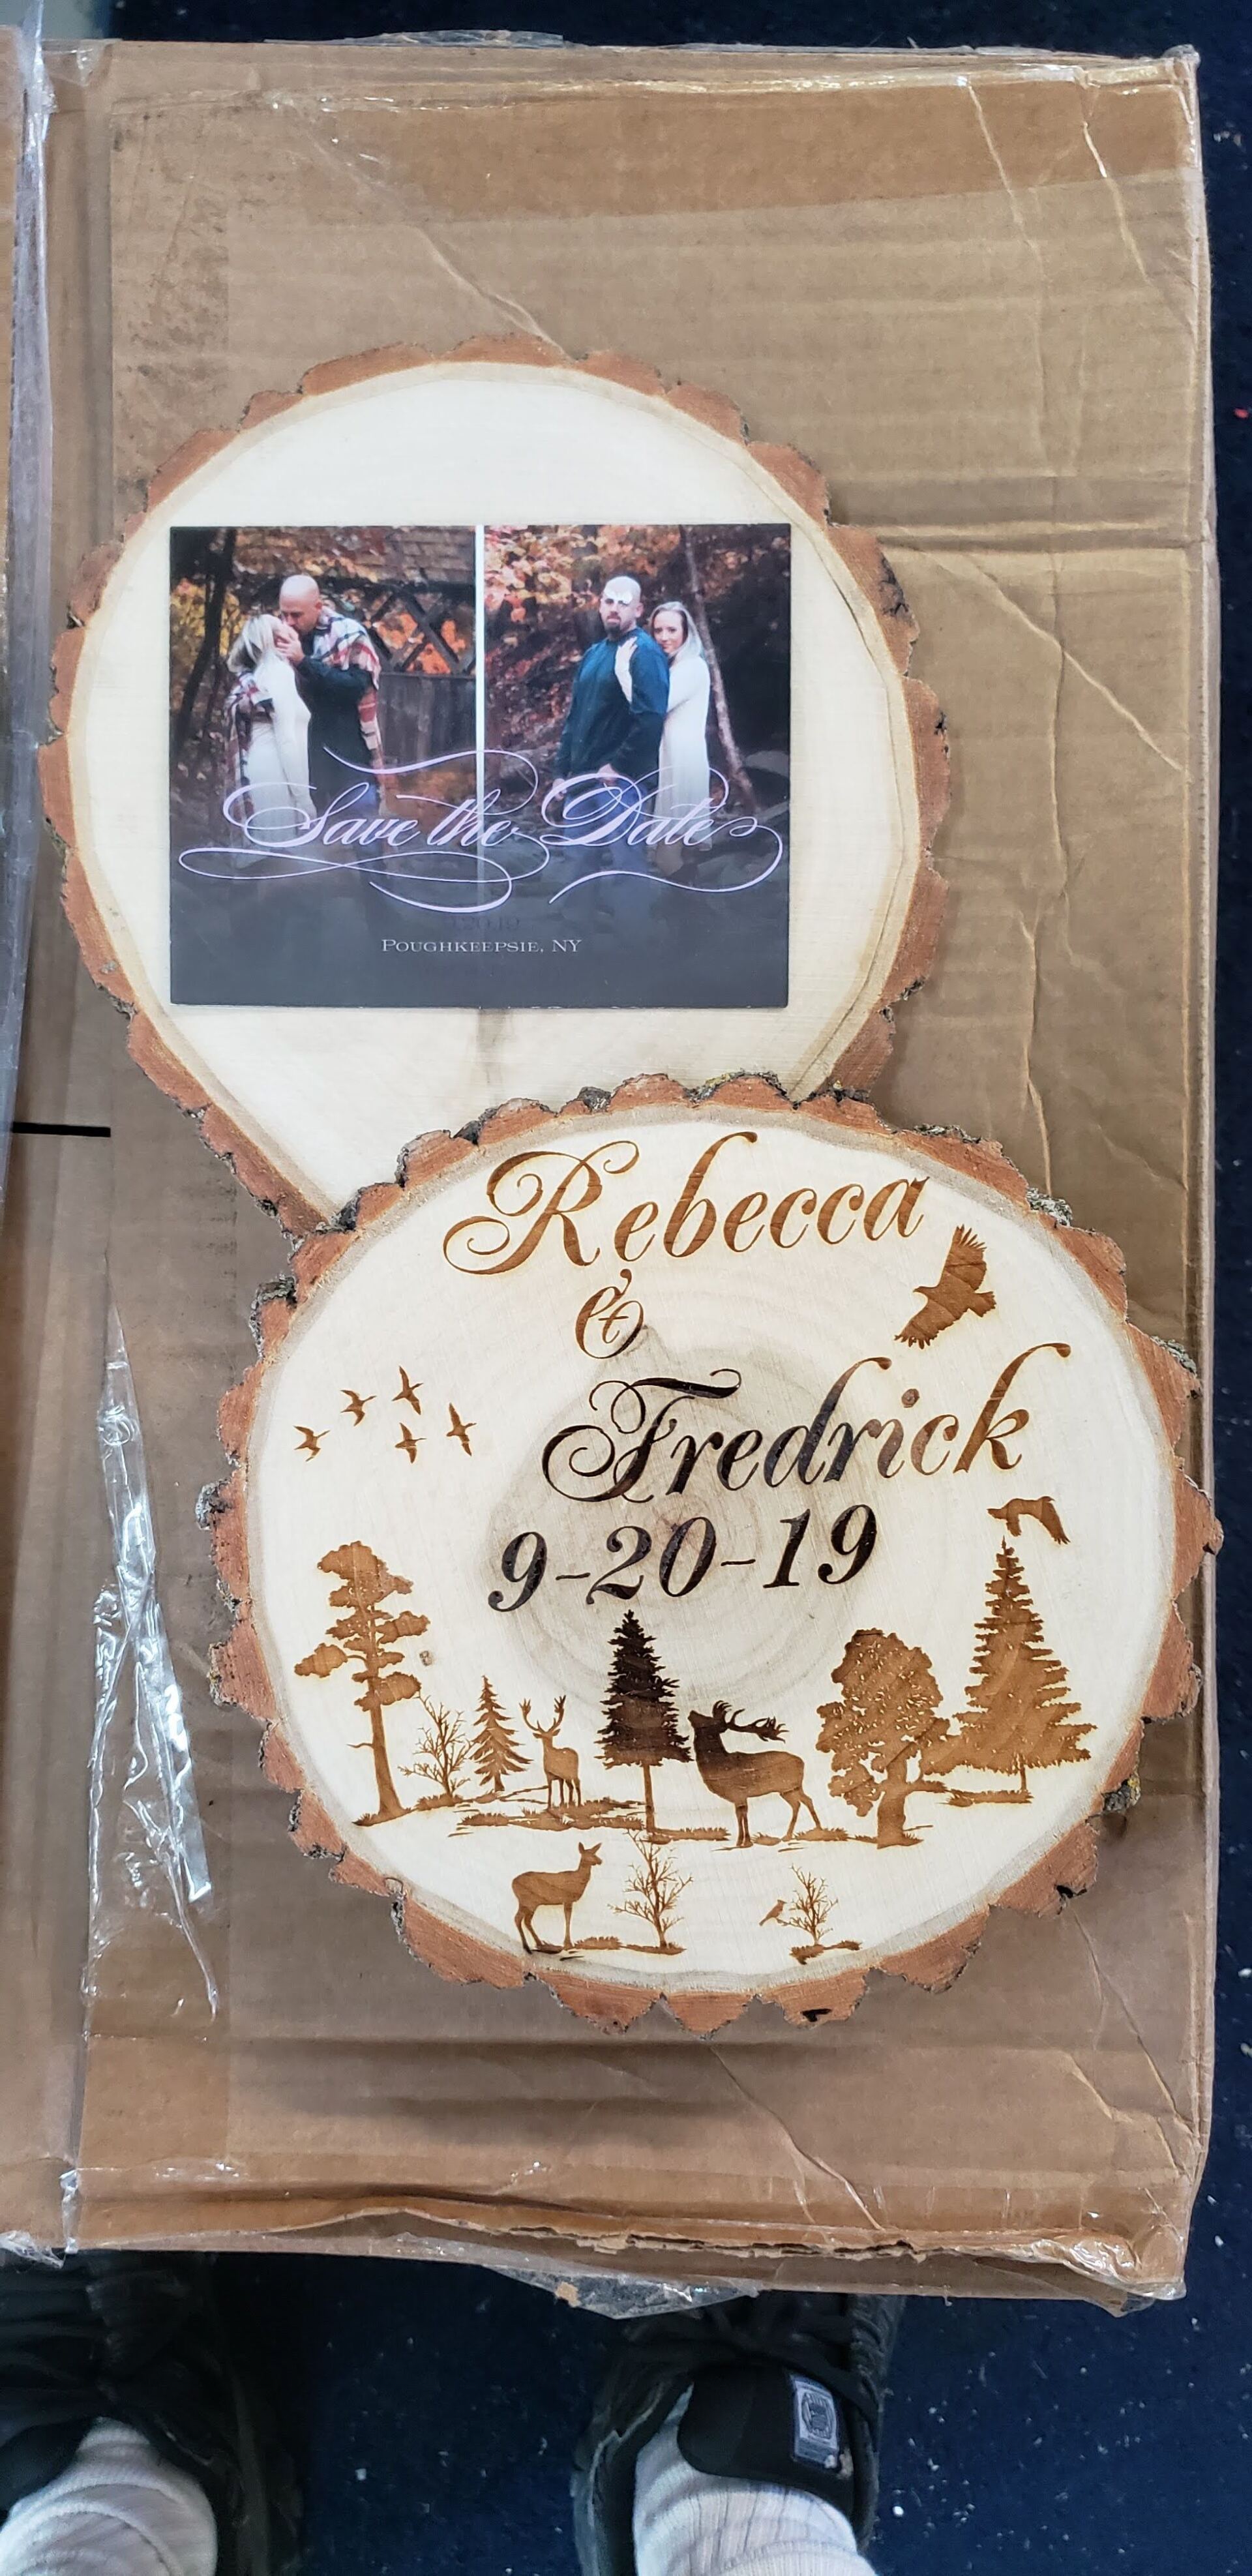 Save the Date
POUGHKEEPSIE, NY
Rebecca
&
Fredrick
9-20-19